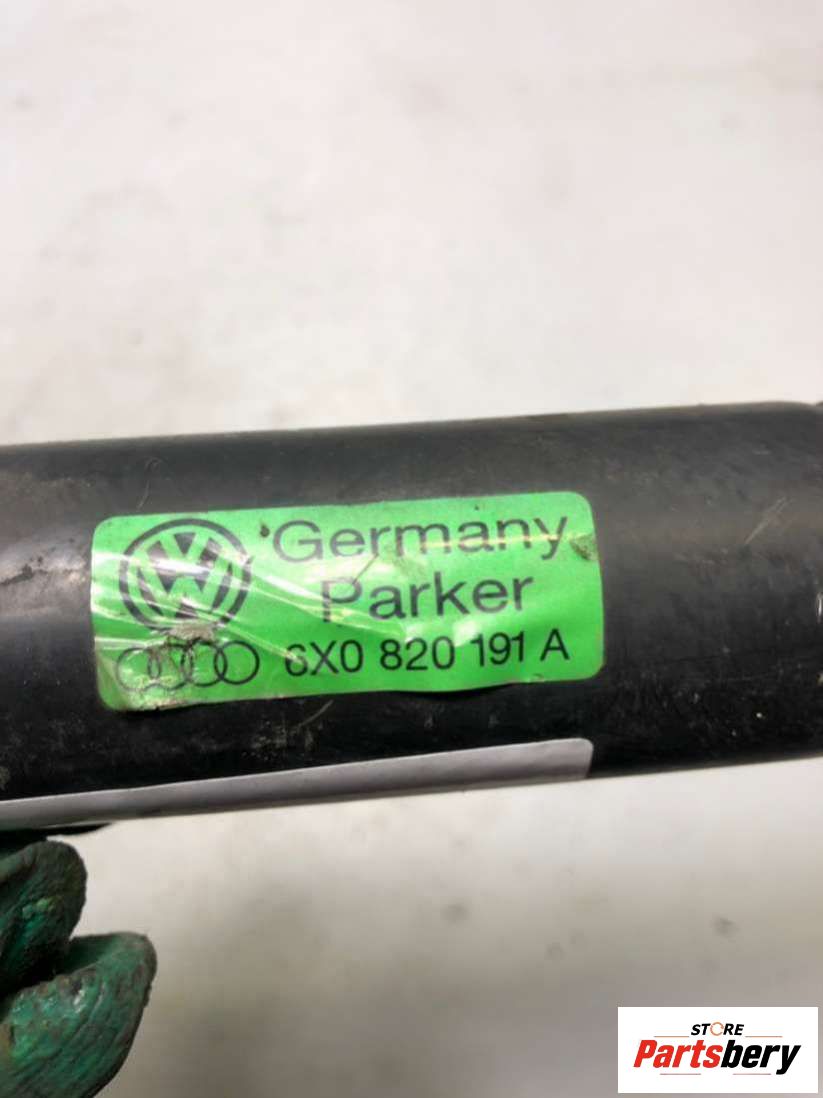 Germany
Parker
6X0 820 191 A
STORE
Partsbery